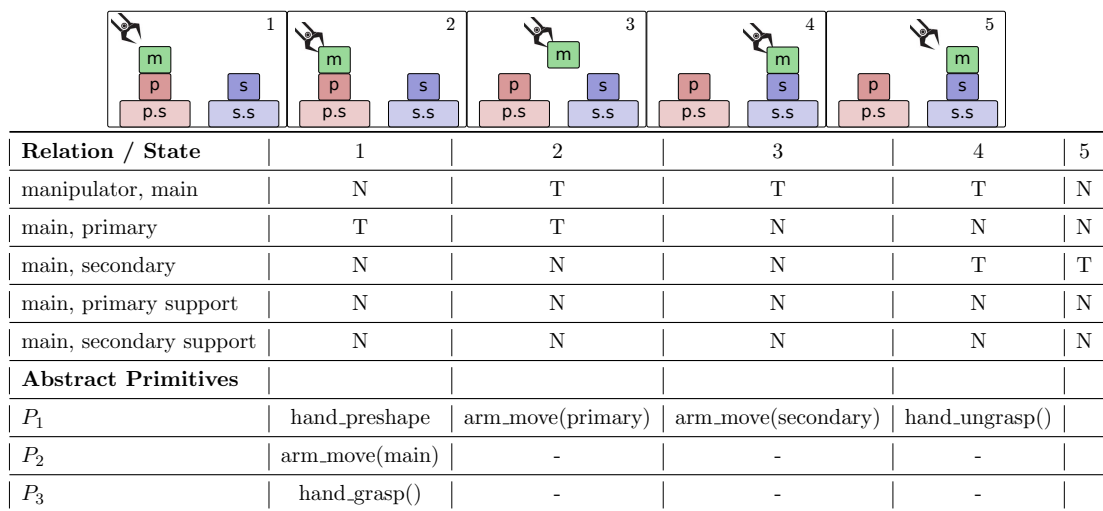 1 2 3 4 5
m m m m m
p s p s p s p s p s
p.s s.s p.s s.s p.s s.s p.s s.s p.s s.s
Relation / State 1 2 3 4 5
manipulator, main N T T T N
main, primary T T N N N
main, secondary N N N T T
main, primary support N N N N N
main, secondary support N N N N N
Abstract Primitives
P1 hand_preshape arm_move(primary) arm_move(secondary) hand_ungrasp()
P2 arm_move(main) - - -
P3 hand_grasp() - - -